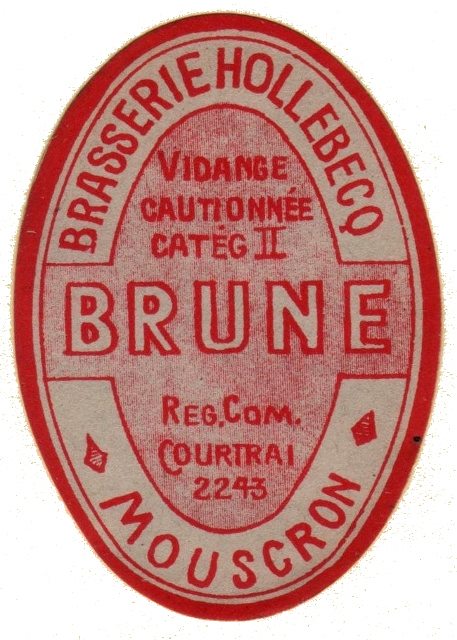 BRASSERIE HOLLEBECQ
VIDANGE
CAUTIONNÉE
CATÉG II
BRUNE
REG. COM.
COURTRAI
2243
MOUSCRON